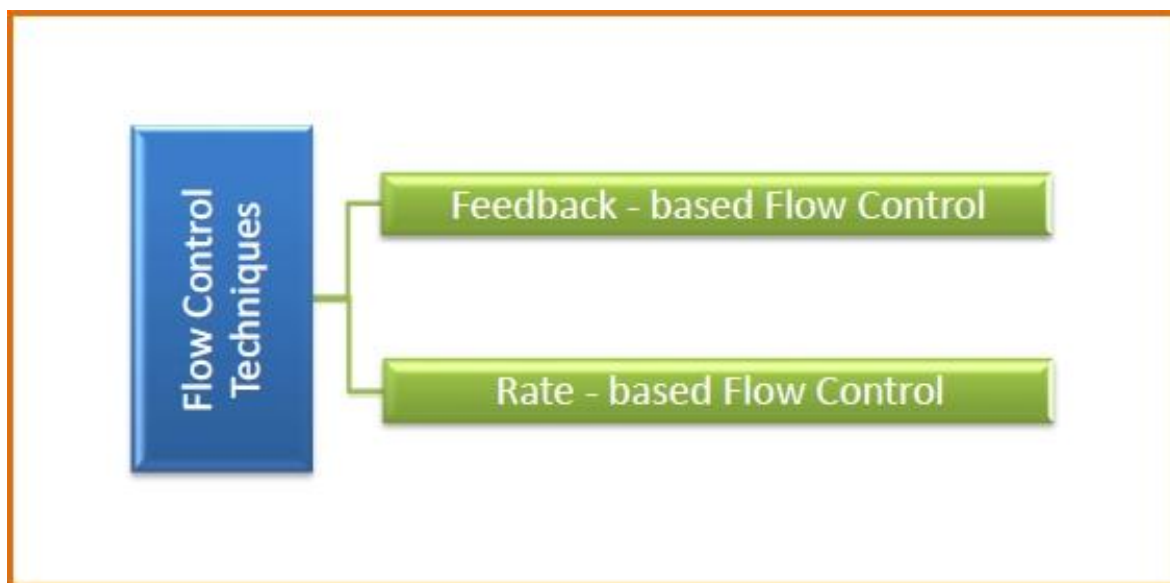 Flow Control
Techniques
Feedback - based Flow Control
Rate - based Flow Control